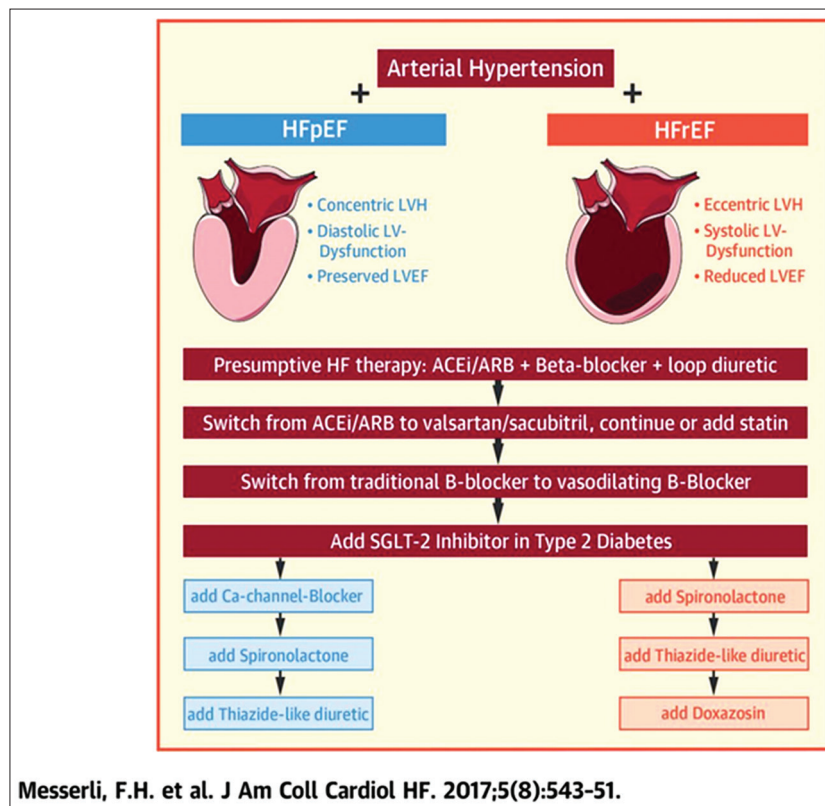 Arterial Hypertension
+
+
HFpEF
HFrEF
• Concentric LVH
• Diastolic LV-
Dysfunction
• Preserved LVEF
• Eccentric LVH
• Systolic LV-
Dysfunction
• Reduced LVEF
Presumptive HF therapy: ACEi/ARB + Beta-blocker + loop diuretic
Switch from ACEi/ARB to valsartan/sacubitril, continue or add statin
Switch from traditional B-blocker to vasodilating B-Blocker
Add SGLT-2 Inhibitor in Type 2 Diabetes
add Ca-channel-Blocker
add Spironolactone
add Thiazide-like diuretic
add Spironolactone
add Thiazide-like diuretic
add Doxazosin
Messerli, F.H. et al. J Am Coll Cardiol HF. 2017;5(8):543-51.